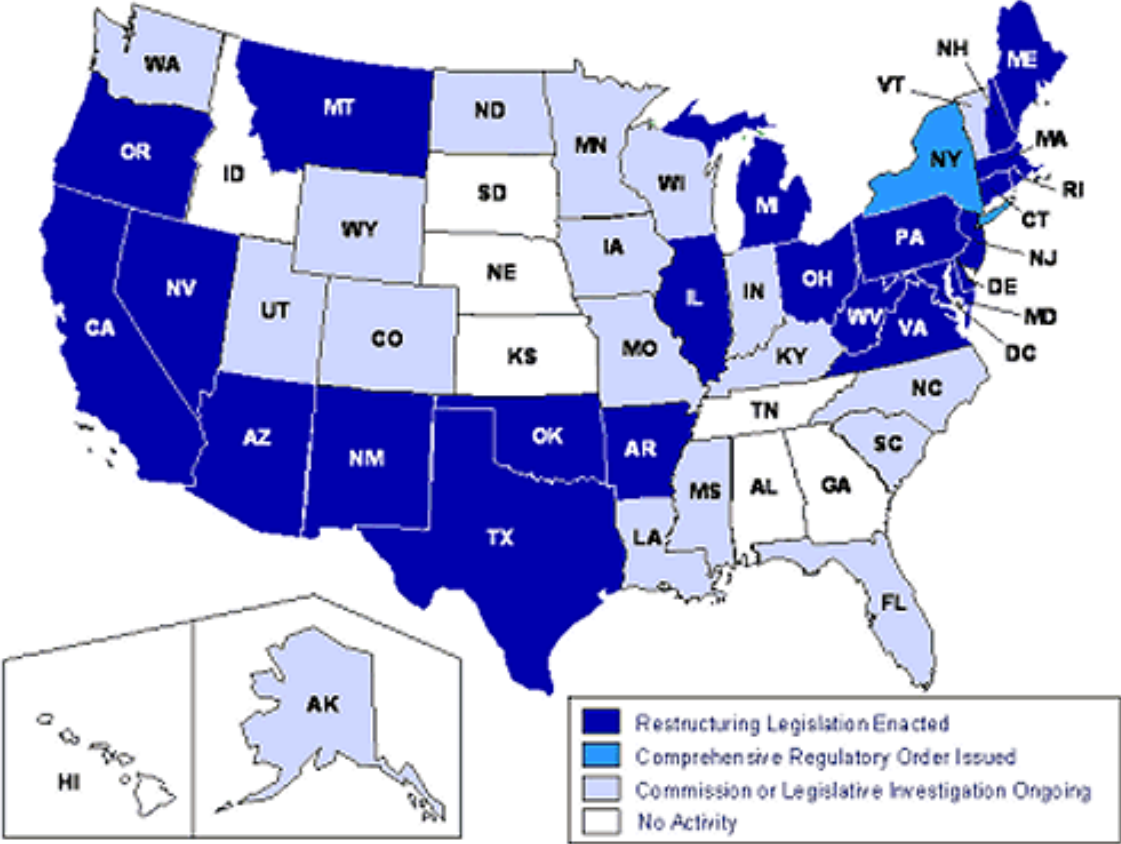 NH
ME
WA
VT
MT
ND
MN
MA
OR
NY
ID
WI
RI
SD
MI
CT
WY
PA
IA
NJ
NE
OH
NV
IL
IN
DE
UT
WV
MD
CA
CO
VA
MO
KY
DC
KS
NC
TN
AZ
OK
AR
SC
NM
MS
AL
GA
TX
LA
FL
AK
HI
Restructuring Legislation Enacted
Comprehensive Regulatory Order Issued
Commission or Legislative Investigation Ongoing
No Activity